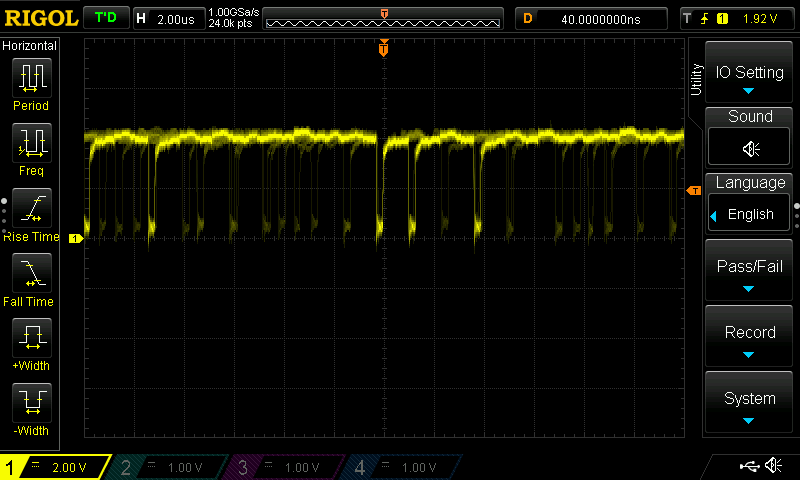 RIGOL T'D H 2.00us 1.00GSa/s 24.0k pts T D 40.0000000ns T 1 1.92 V
Horizontal
Period
Freq
Rise Time
Fall Time
+Width
-Width
T
T
1
Utility
IO Setting
Sound
Language
English
Pass/Fail
Record
System
1 2.00 V 2 1.00 V 3 1.00 V 4 1.00 V